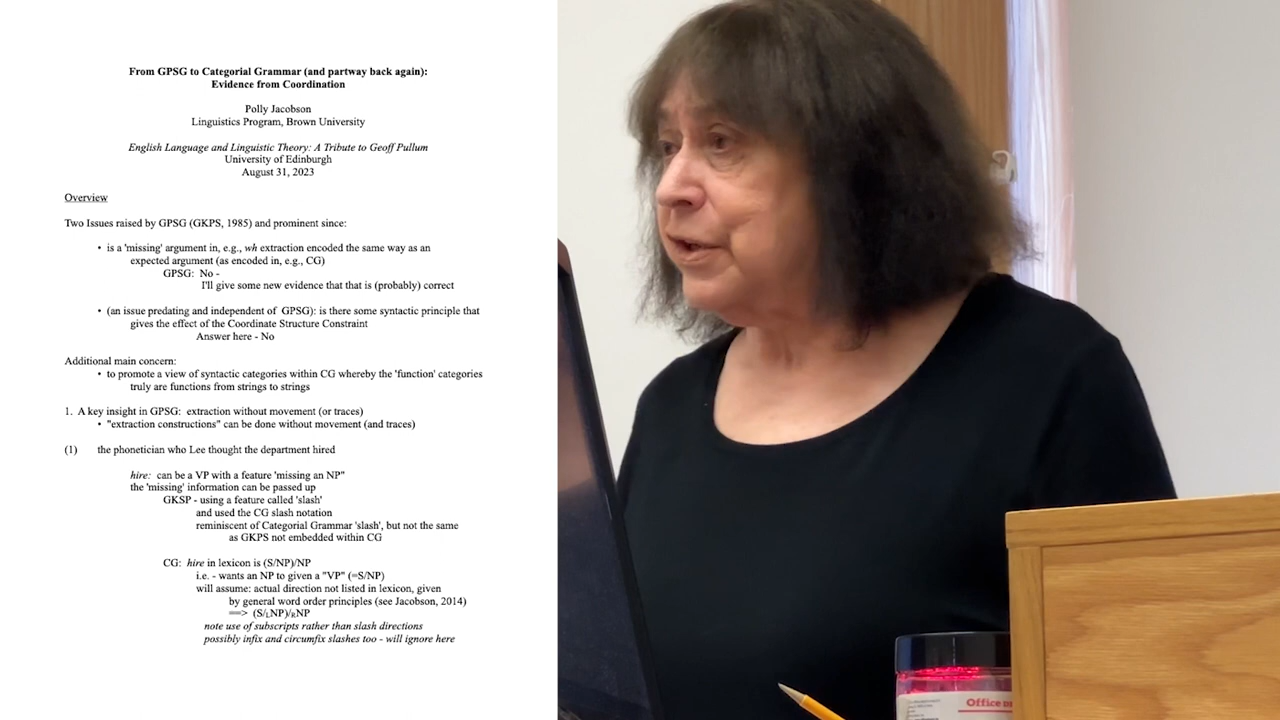 From GPSG to Categorial Grammar (and partway back again):
Evidence from Coordination
Polly Jacobson
Linguistics Program, Brown University
English Language and Linguistic Theory: A Tribute to Geoff Pullum
University of Edinburgh
August 31, 2023
Overview
Two Issues raised by GPSG (GKPS, 1985) and prominent since:
• is a 'missing' argument in, e.g., wh extraction encoded the same way as an
expected argument (as encoded in, e.g., CG)
GPSG: No -
I'll give some new evidence that that is (probably) correct
• (an issue predating and independent of GPSG): is there some syntactic principle that
gives the effect of the Coordinate Structure Constraint
Answer here - No
Additional main concern:
• to promote a view of syntactic categories within CG whereby the 'function' categories
truly are functions from strings to strings
1. A key insight in GPSG: extraction without movement (or traces)
• "extraction constructions" can be done without movement (and traces)
(1) the phonetician who Lee thought the department hired
hire: can be a VP with a feature 'missing an NP"
the 'missing' information can be passed up
GKSP - using a feature called 'slash'
and used the CG slash notation
reminiscent of Categorial Grammar 'slash', but not the same
as GKPS not embedded within CG
CG: hire in lexicon is (S/NP)/NP
i.e. - wants an NP to given a "VP" (=S/NP)
will assume: actual direction not listed in lexicon, given
by general word order principles (see Jacobson, 2014)
==> (S/LNP)/RNP
note use of subscripts rather than slash directions
possibly infix and circumfix slashes too - will ignore here
Office